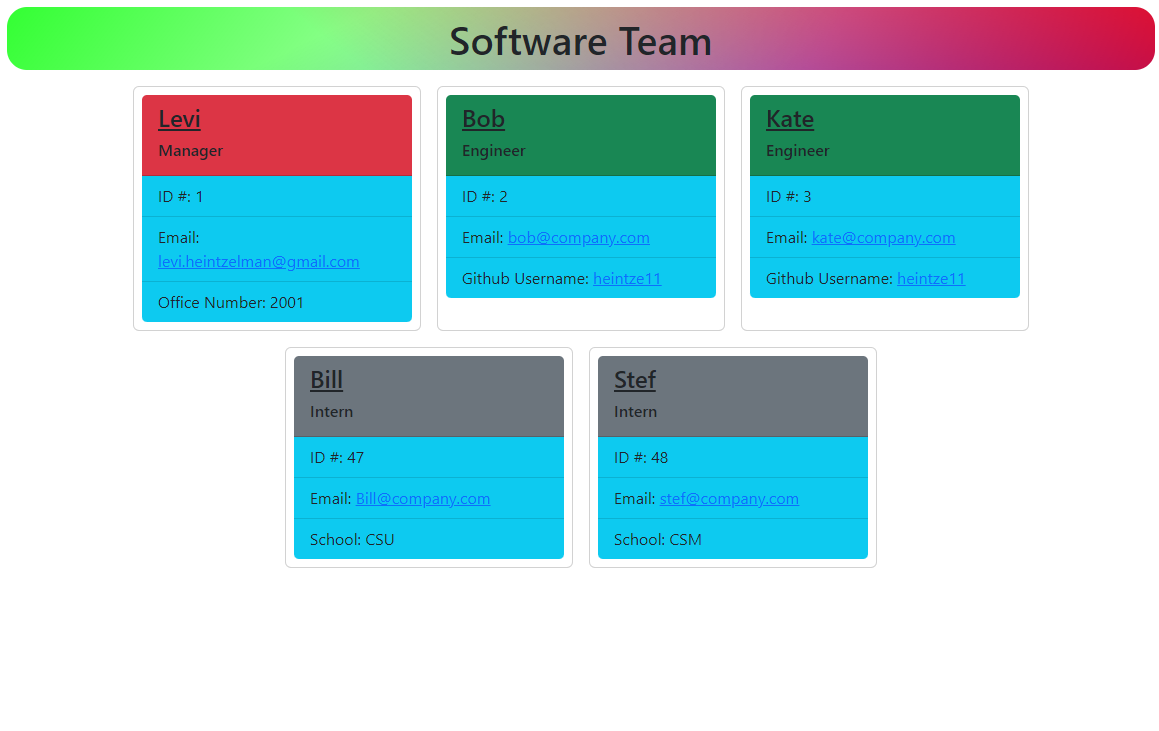 Software Team
Levi
Manager
ID #: 1
Email:
levi.heintzelman@gmail.com
Office Number: 2001
Bob
Engineer
ID #: 2
Email: bob@company.com
Github Username: heintze11
Kate
Engineer
ID #: 3
Email: kate@company.com
Github Username: heintze11
Bill
Intern
ID #: 47
Email: Bill@company.com
School: CSU
Stef
Intern
ID #: 48
Email: stef@company.com
School: CSM